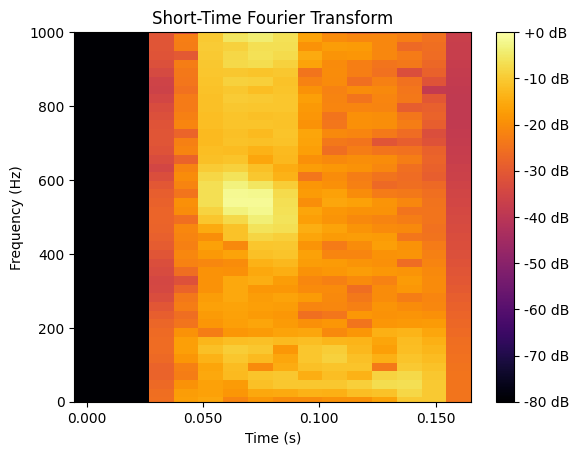 Short-Time Fourier Transform
Frequency (Hz)
1000
800
600
400
200
0
0.000
0.050
0.100
0.150
Time (s)
+0 dB
-10 dB
-20 dB
-30 dB
-40 dB
-50 dB
-60 dB
-70 dB
-80 dB